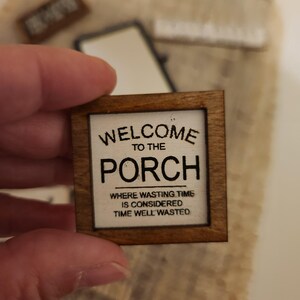 WELCOME
TO THE
PORCH
WHERE WASTING TIME
IS CONSIDERED
TIME WELL WASTED